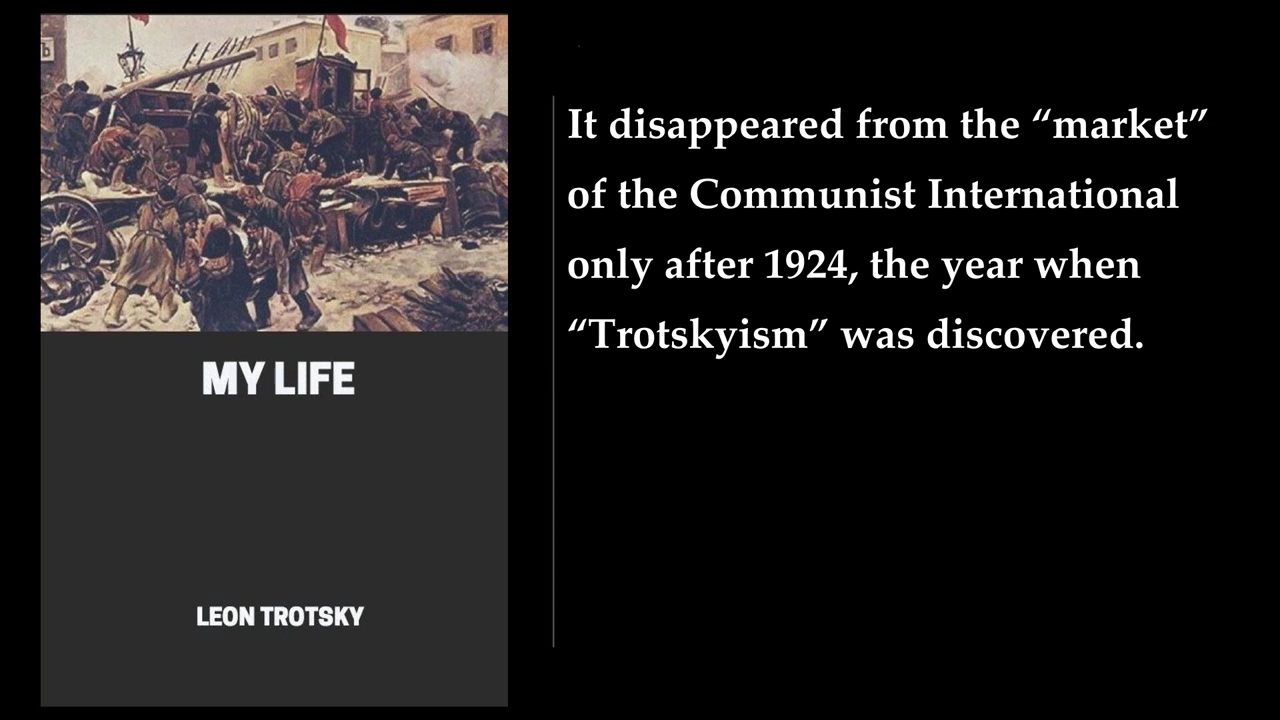 Ъ
MY LIFE
LEON TROTSKY
It disappeared from the “market”
of the Communist International
only after 1924, the year when
“Trotskyism” was discovered.